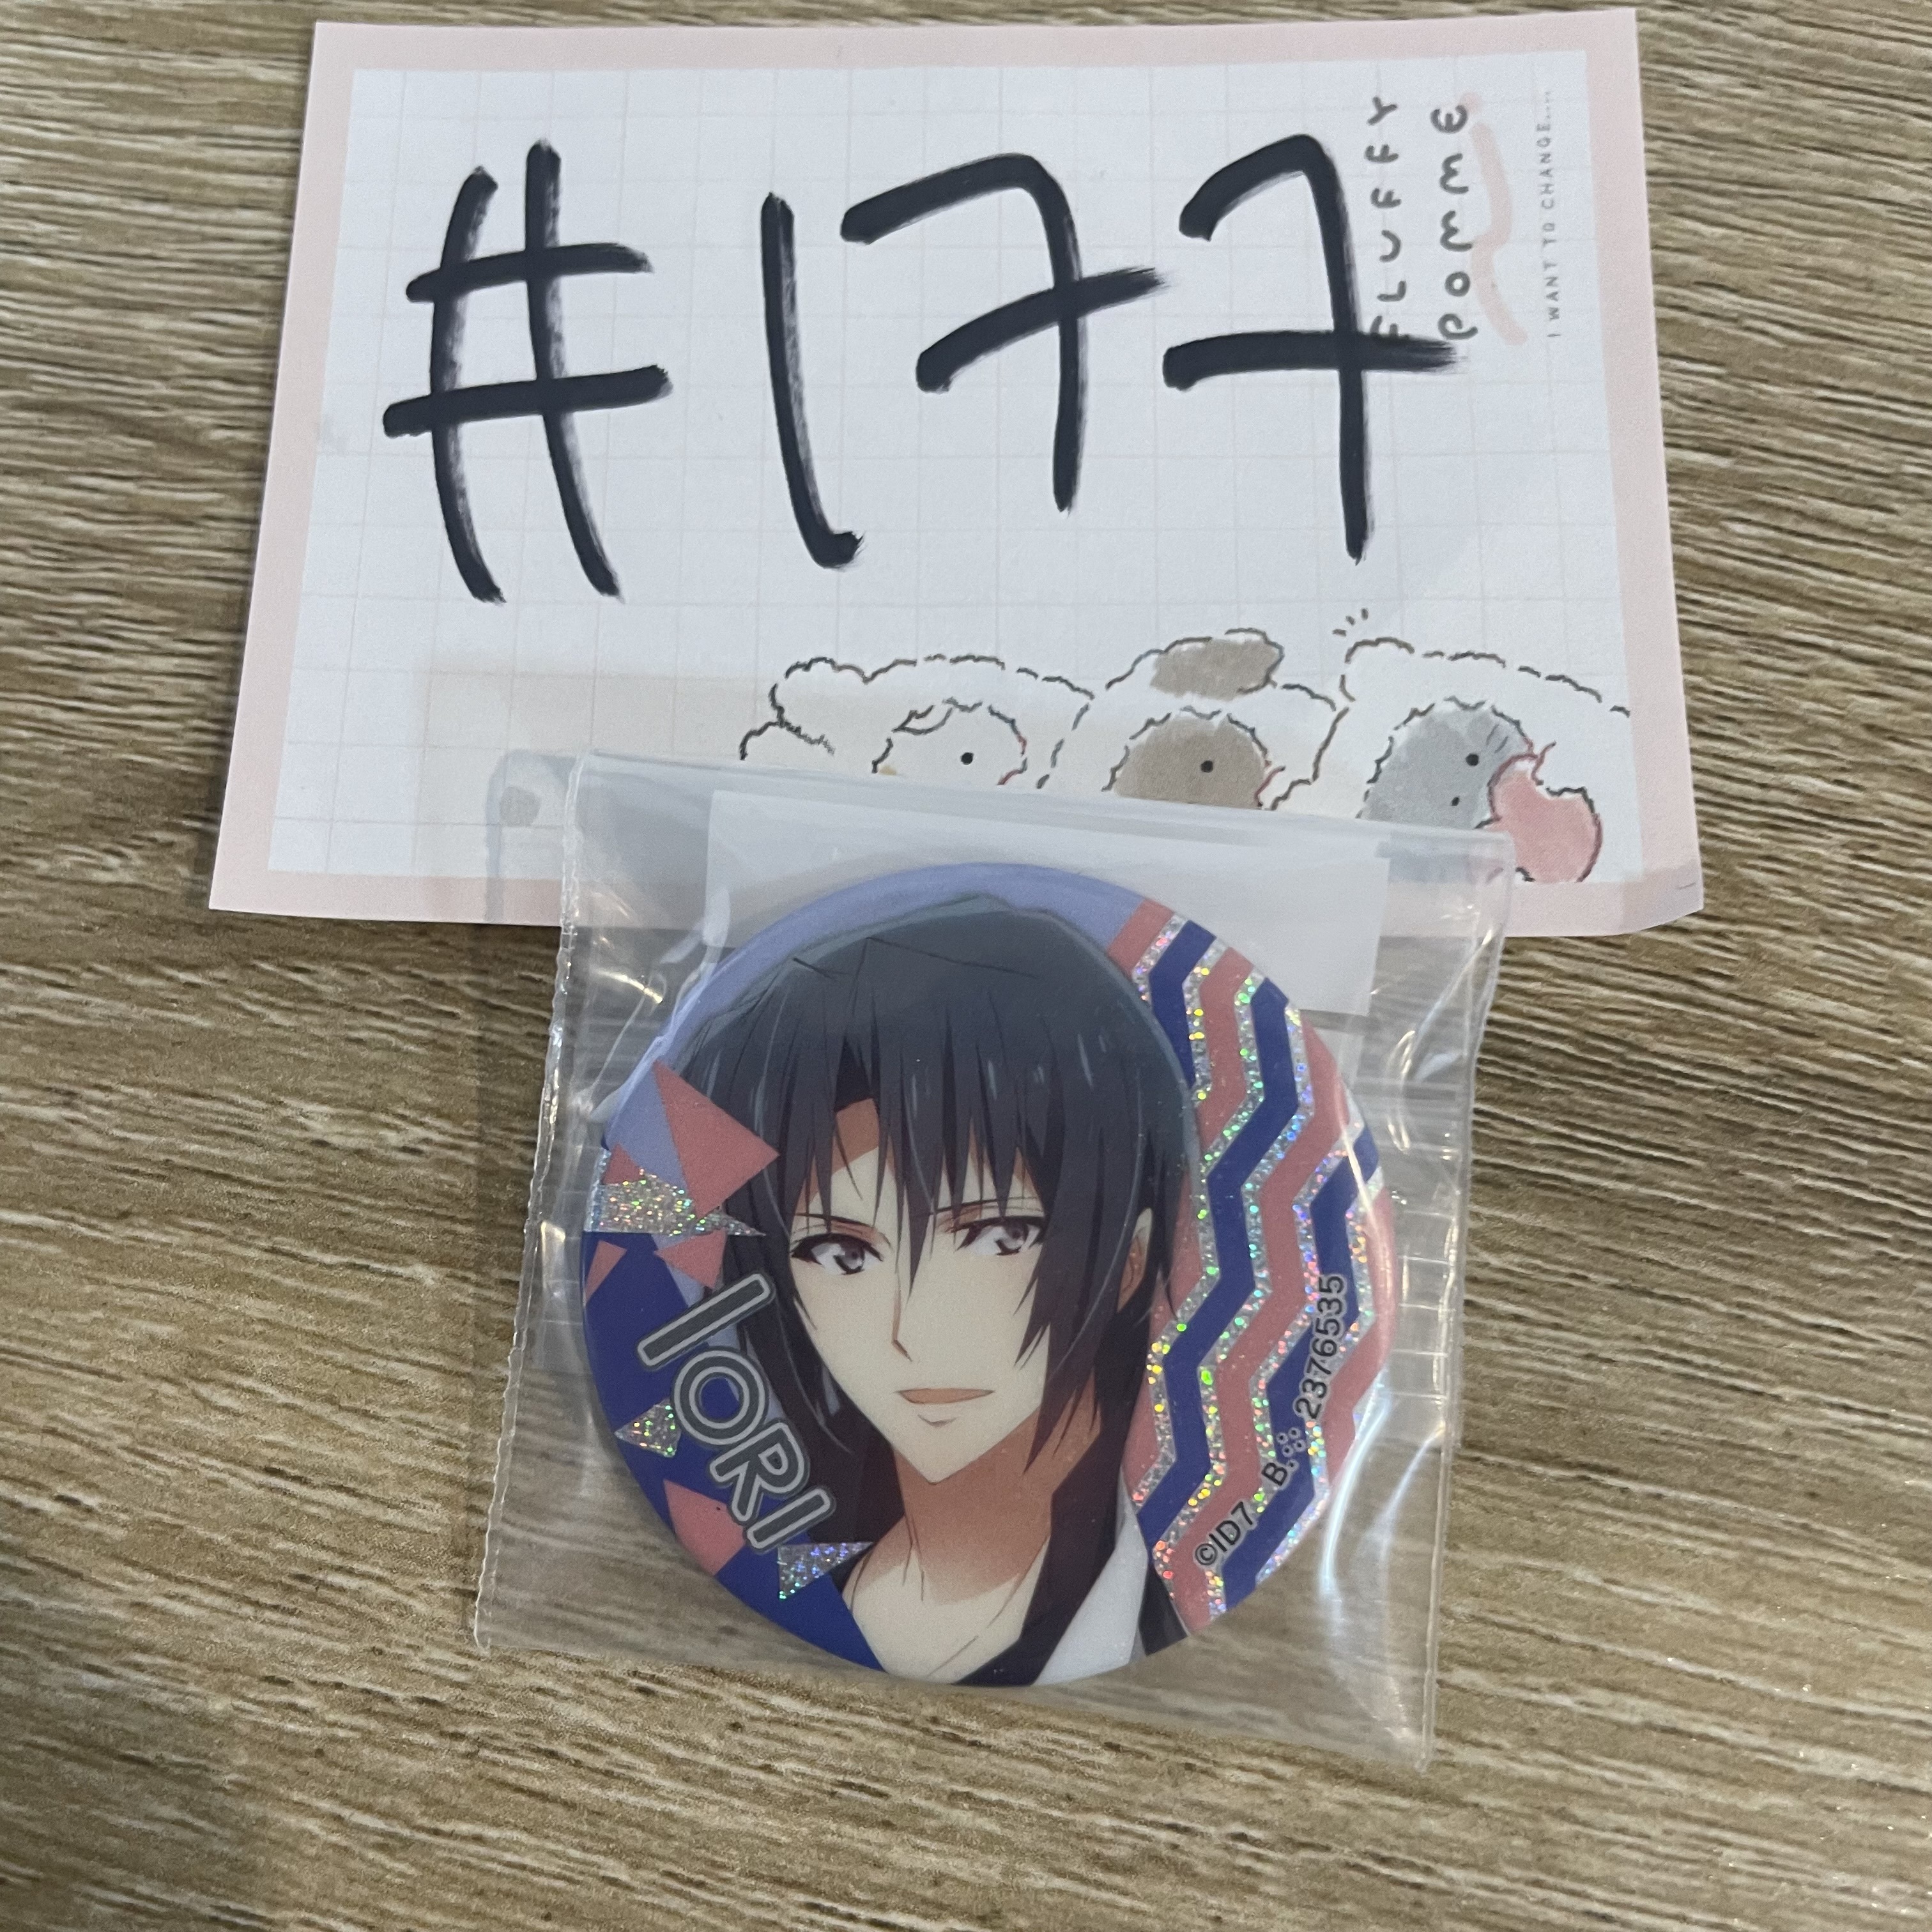 #177
FLUFFY
POMME
I WANT TO CHANGE....
IORI
©ID7 B. 2376535